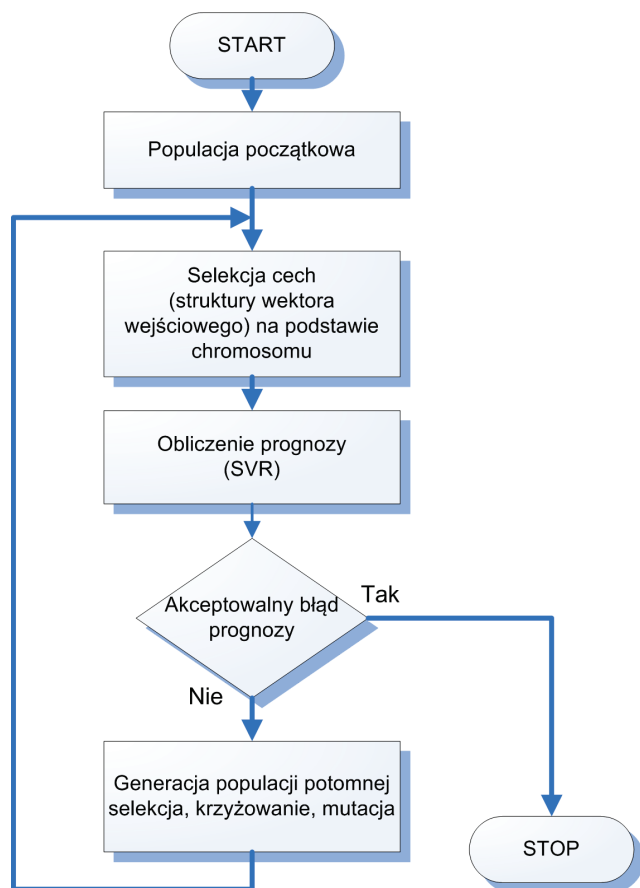 START
Populacja początkowa
Selekcja cech
(struktury wektora
wejściowego) na podstawie
chromosomu
Obliczenie prognozy
(SVR)
Akceptowalny błąd
prognozy
Tak
Nie
Generacja populacji potomnej
selekcja, krzyżowanie, mutacja
STOP